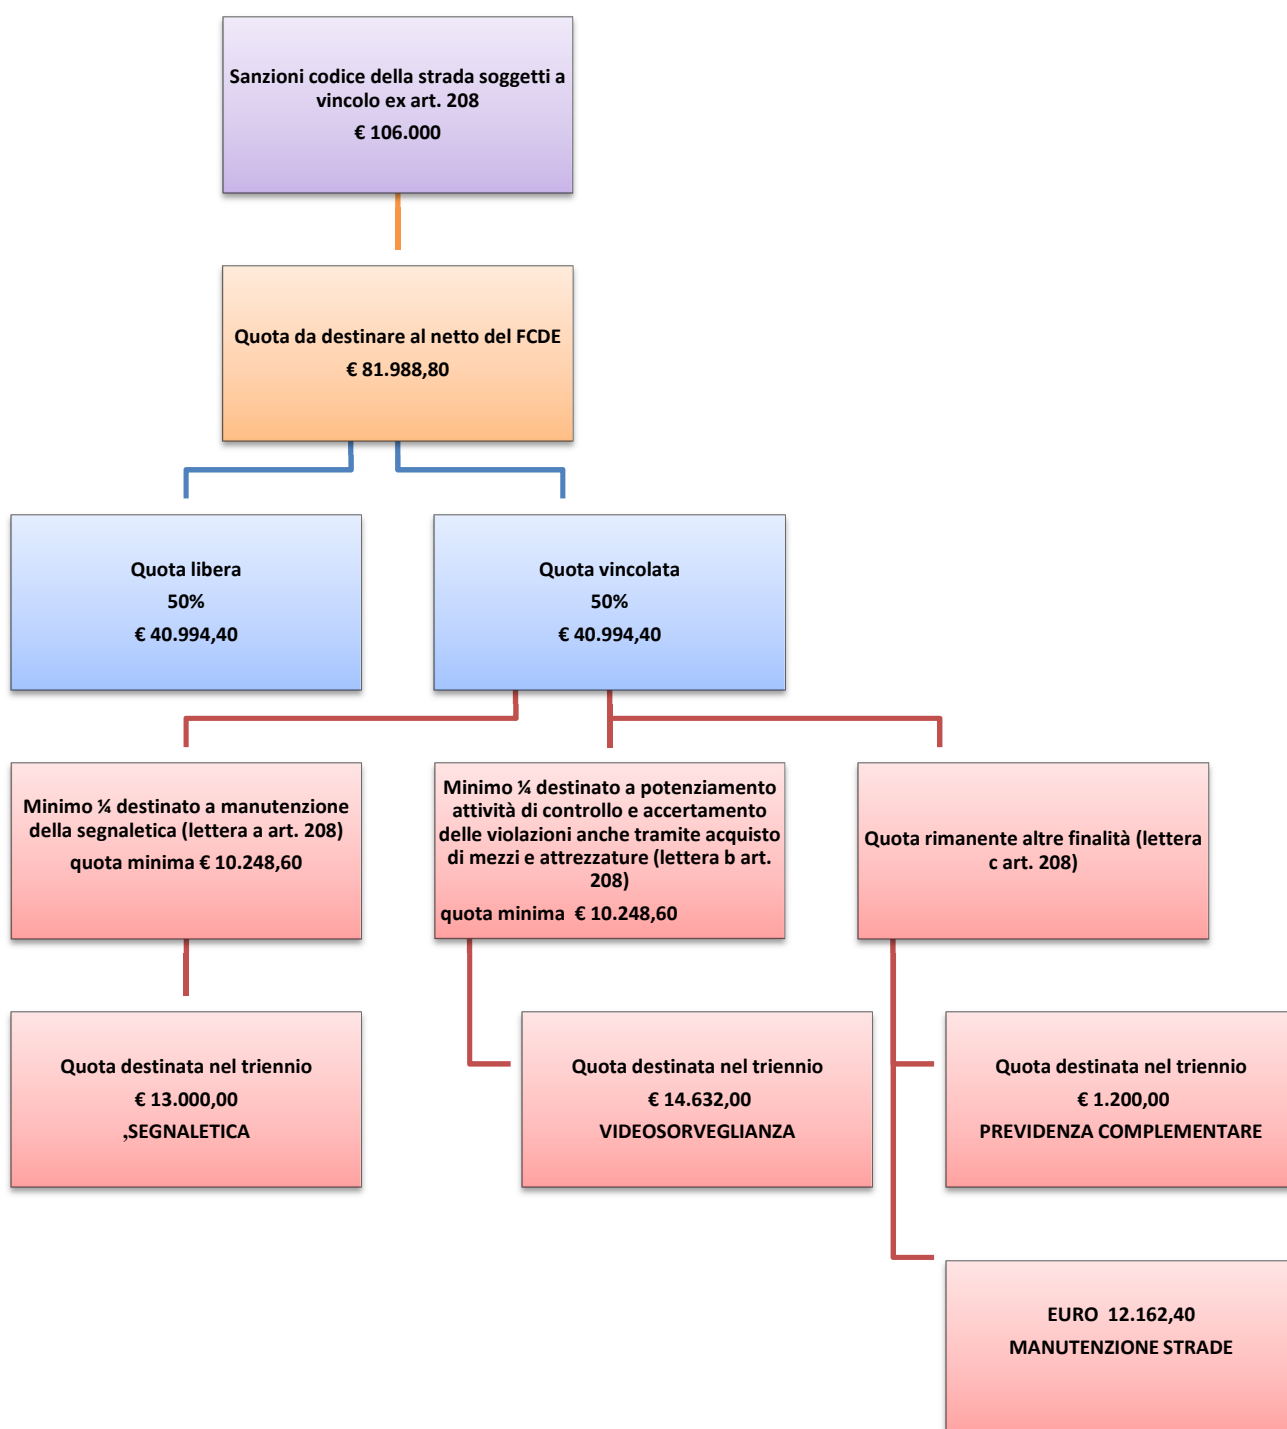 Sanzioni codice della strada soggetti a
vincolo ex art. 208
€ 106.000
Quota da destinare al netto del FCDE
€ 81.988,80
Quota libera
50%
€ 40.994,40
Quota vincolata
50%
€ 40.994,40
Minimo ¼ destinato a manutenzione
della segnaletica (lettera a art. 208)
quota minima € 10.248,60
Minimo ¼ destinato a potenziamento
attività di controllo e accertamento
delle violazioni anche tramite acquisto
di mezzi e attrezzature (lettera b art.
208)
quota minima  € 10.248,60
Quota rimanente altre finalità (lettera
c art. 208)
Quota destinata nel triennio
€ 13.000,00
,SEGNALETICA
Quota destinata nel triennio
€ 14.632,00
VIDEOSORVEGLIANZA
Quota destinata nel triennio
€ 1.200,00
PREVIDENZA COMPLEMENTARE
EURO  12.162,40
MANUTENZIONE STRADE